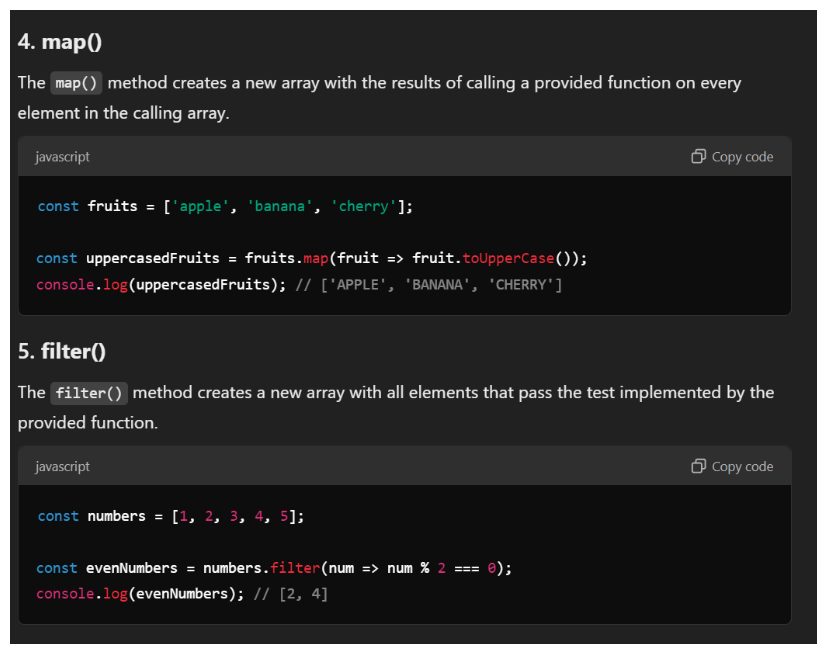 4. map()
The map() method creates a new array with the results of calling a provided function on every
element in the calling array.
javascript
Copy code
const fruits = ['apple', 'banana', 'cherry'];
const uppercasedFruits = fruits.map(fruit => fruit.toUpperCase());
console.log(uppercasedFruits); // ['APPLE', 'BANANA', 'CHERRY']
5. filter()
The filter() method creates a new array with all elements that pass the test implemented by the
provided function.
javascript
Copy code
const numbers = [1, 2, 3, 4, 5];
const evenNumbers = numbers.filter(num => num % 2 === 0);
console.log(evenNumbers); // [2, 4]